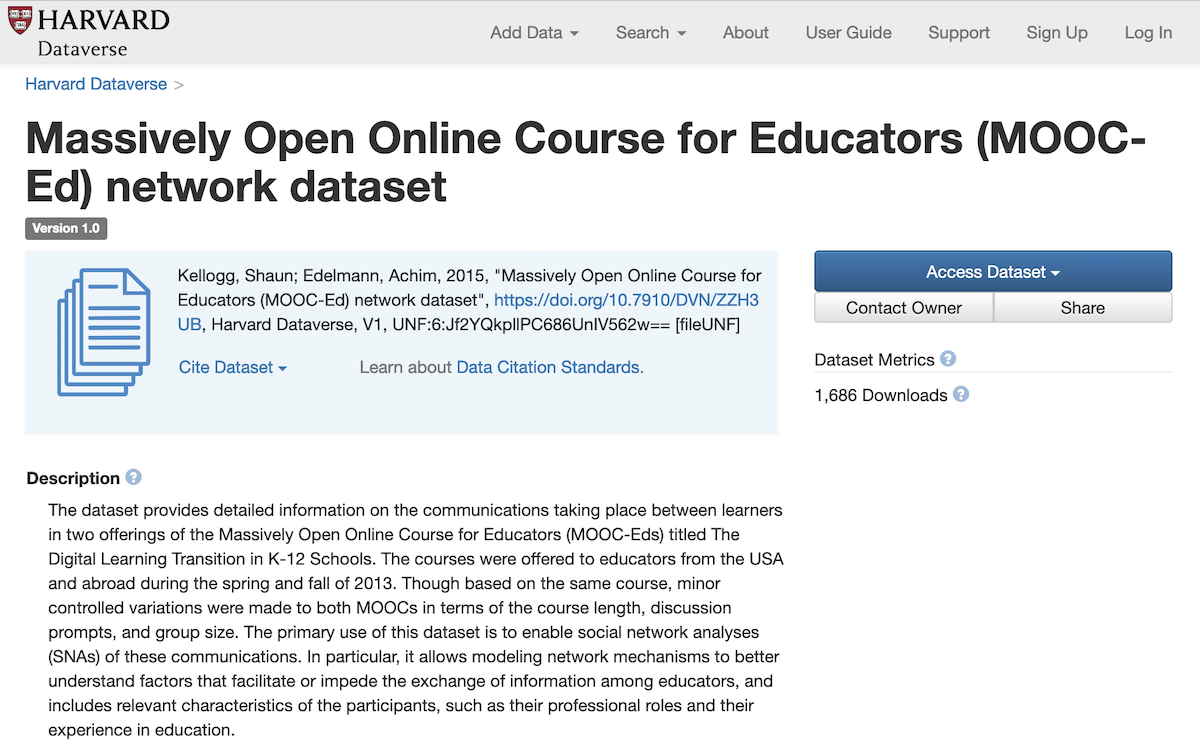 HARVARD
Dataverse
Add Data
Search
About
User Guide
Support
Sign Up
Log In
Harvard Dataverse >
Massively Open Online Course for Educators (MOOC-
Ed) network dataset
Version 1.0
Kellogg, Shaun; Edelmann, Achim, 2015, "Massively Open Online Course for
Educators (MOOC-Ed) network dataset", https://doi.org/10.7910/DVN/ZZH3
UB, Harvard Dataverse, V1, UNF:6:Jf2YQkpllPC686UnIV562w== [fileUNF]
Cite Dataset
Learn about Data Citation Standards.
Access Dataset
Contact Owner
Share
Dataset Metrics ?
1,686 Downloads ?
Description ?
The dataset provides detailed information on the communications taking place between learners
in two offerings of the Massively Open Online Course for Educators (MOOC-Eds) titled The
Digital Learning Transition in K-12 Schools. The courses were offered to educators from the USA
and abroad during the spring and fall of 2013. Though based on the same course, minor
controlled variations were made to both MOOCs in terms of the course length, discussion
prompts, and group size. The primary use of this dataset is to enable social network analyses
(SNAs) of these communications. In particular, it allows modeling network mechanisms to better
understand factors that facilitate or impede the exchange of information among educators, and
includes relevant characteristics of the participants, such as their professional roles and their
experience in education.